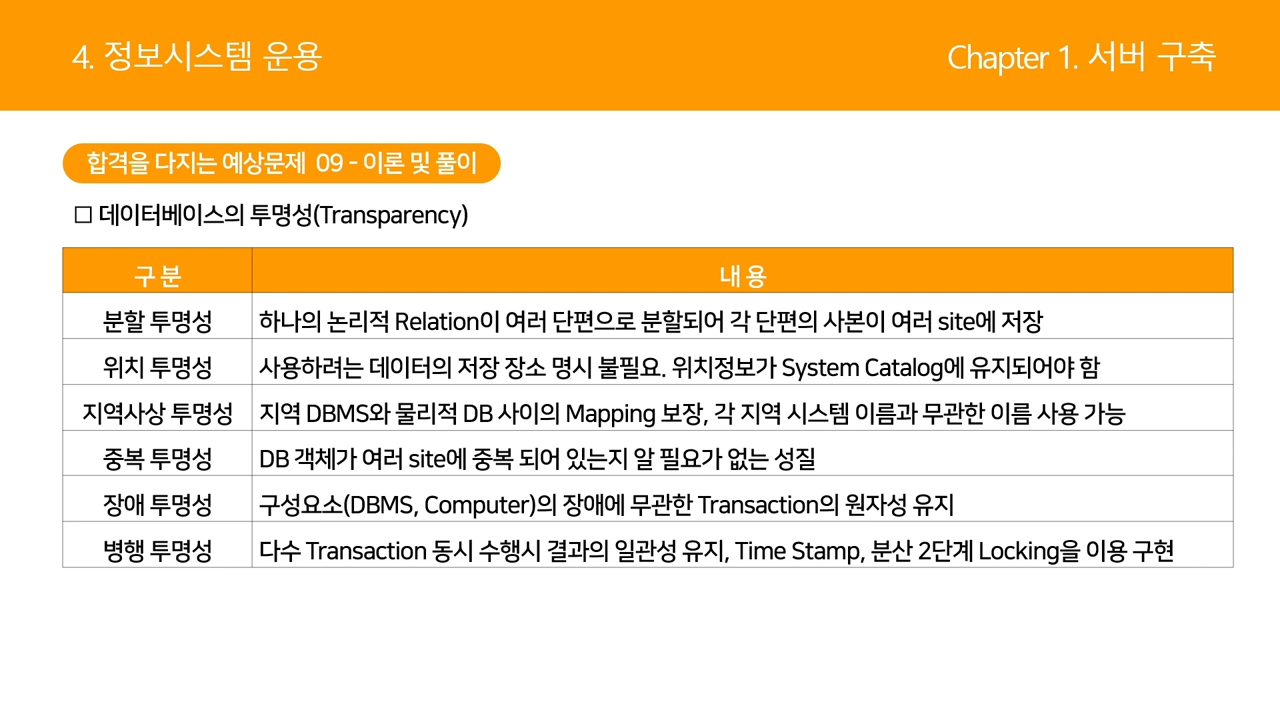 4. 정보시스템 운용
Chapter 1. 서버 구축
합격을 다지는 예상문제 09 - 이론 및 풀이
□ 데이터베이스의 투명성(Transparency)
구 분 내 용
분할 투명성 하나의 논리적 Relation이 여러 단편으로 분할되어 각 단편의 사본이 여러 site에 저장
위치 투명성 사용하려는 데이터의 저장 장소 명시 불필요. 위치정보가 System Catalog에 유지되어야 함
지역사상 투명성 지역 DBMS와 물리적 DB 사이의 Mapping 보장, 각 지역 시스템 이름과 무관한 이름 사용 가능
중복 투명성 DB 객체가 여러 site에 중복 되어 있는지 알 필요가 없는 성질
장애 투명성 구성요소(DBMS, Computer)의 장애에 무관한 Transaction의 원자성 유지
병행 투명성 다수 Transaction 동시 수행시 결과의 일관성 유지, Time Stamp, 분산 2단계 Locking을 이용 구현